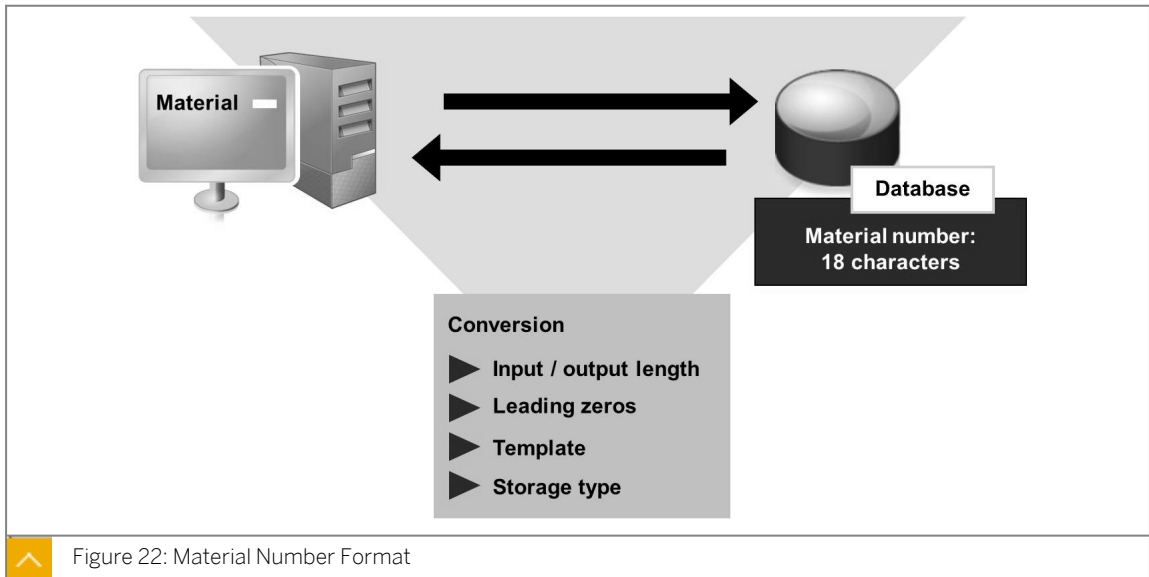 Material
Database
Material number:
18 characters
Conversion
Input / output length
Leading zeros
Template
Storage type
Figure 22: Material Number Format